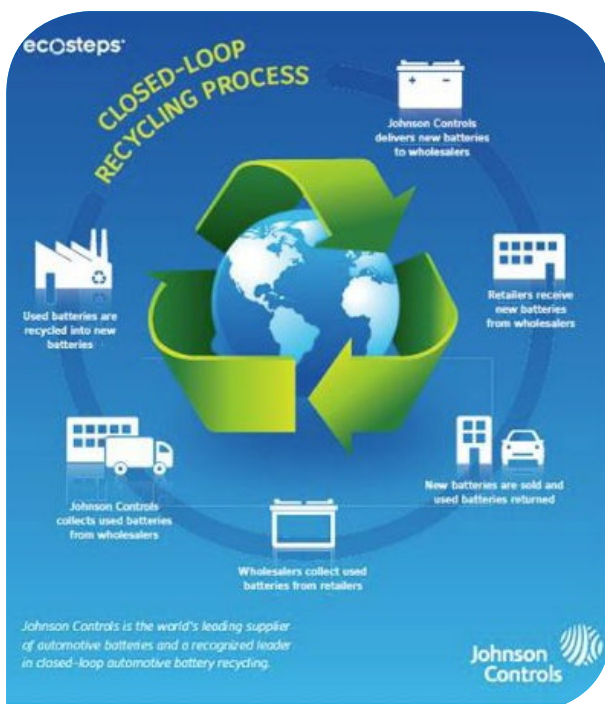 ecosteps®
CLOSED-LOOP
RECYCLING PROCESS
+ -
Johnson Controls
delivers new batteries
to wholesalers
Retailers receive
new batteries
from wholesalers
New batteries are sold and
used batteries returned
Wholesalers collect used
batteries from retailers
Johnson Controls
collects used batteries
from wholesalers
Used batteries are
recycled into new
batteries
Johnson Controls is the world's leading supplier
of automotive batteries and a recognized leader
in closed-loop automotive battery recycling.
Johnson
Controls